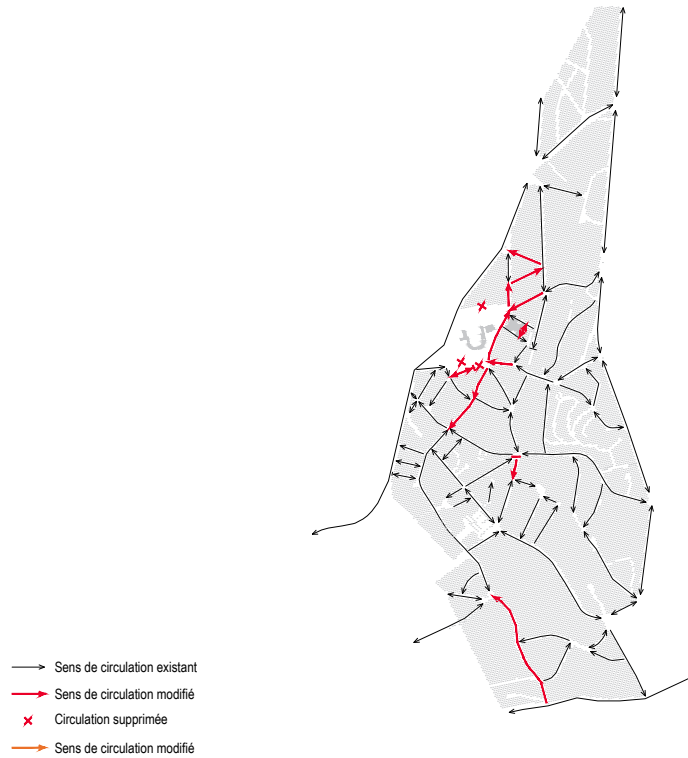 Sens de circulation existant
Sens de circulation modifié
Circulation supprimée
Sens de circulation modifié